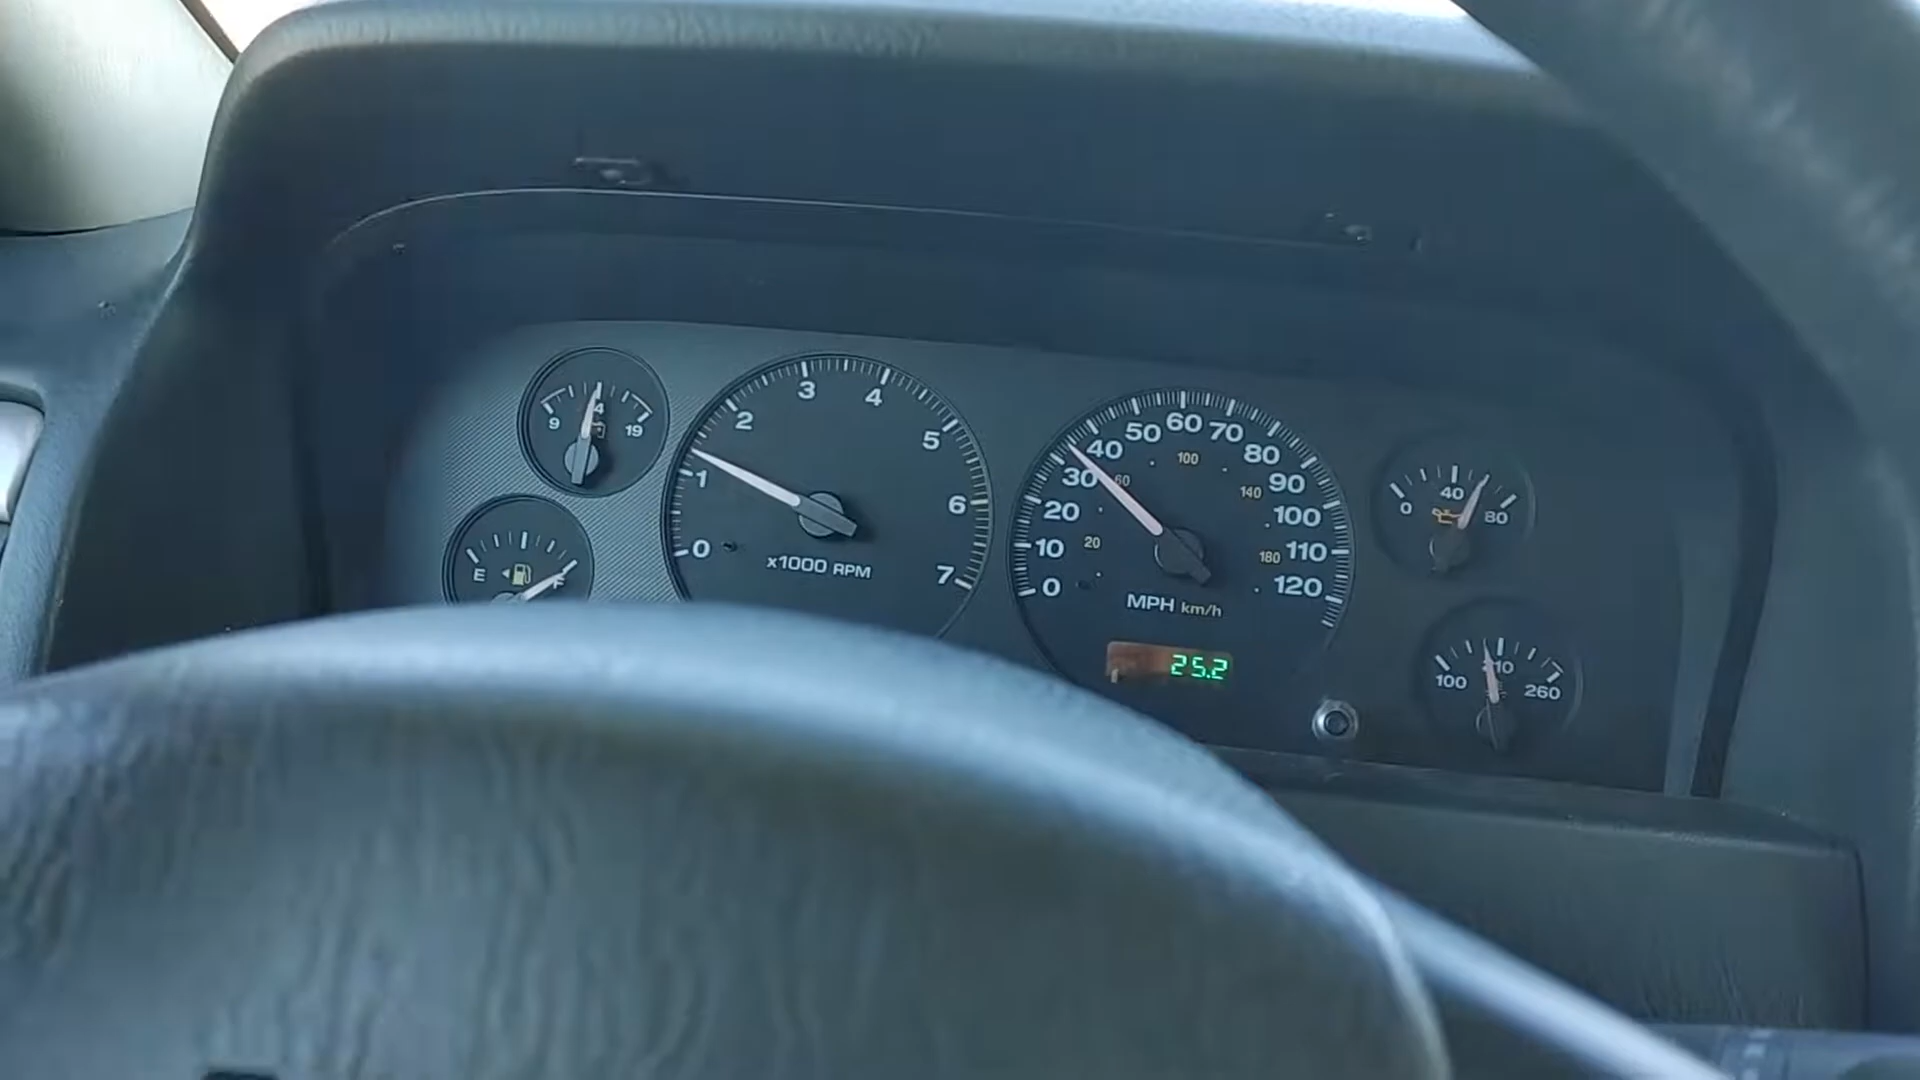 9 14 19
E F
0 1 2 3 4 5 6 7
x1000 RPM
0 10 20 30 40 50 60 70 80 90 100 110 120
20 60 100 140 180
MPH km/h
25.2
0 40 80
100 210 260